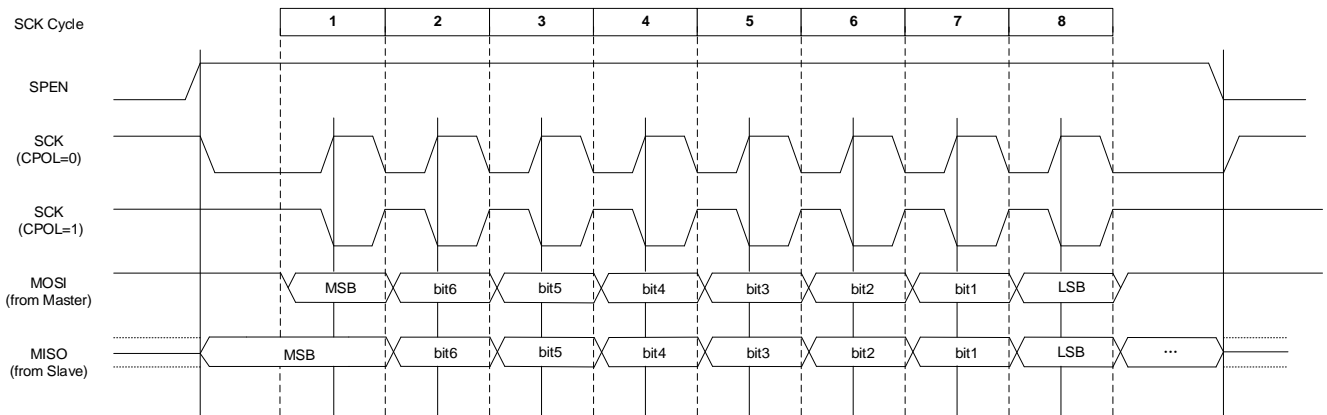 SCK Cycle 1 2 3 4 5 6 7 8
SPEN
SCK
(CPOL=0)
SCK
(CPOL=1)
MOSI
(from Master)
MSB bit6 bit5 bit4 bit3 bit2 bit1 LSB
MISO
(from Slave)
MSB bit6 bit5 bit4 bit3 bit2 bit1 LSB ...